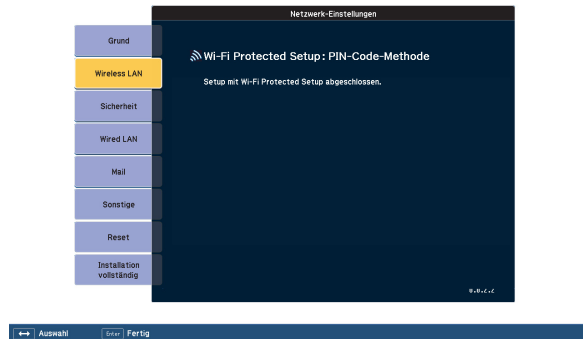 Netzwerk-Einstellungen
Grund
Wireless LAN
Sicherheit
Wired LAN
Mail
Sonstige
Reset
Installation
vollständig
Wi-Fi Protected Setup: PIN-Code-Methode
Setup mit Wi-Fi Protected Setup abgeschlossen.
Auswahl
Enter Fertig